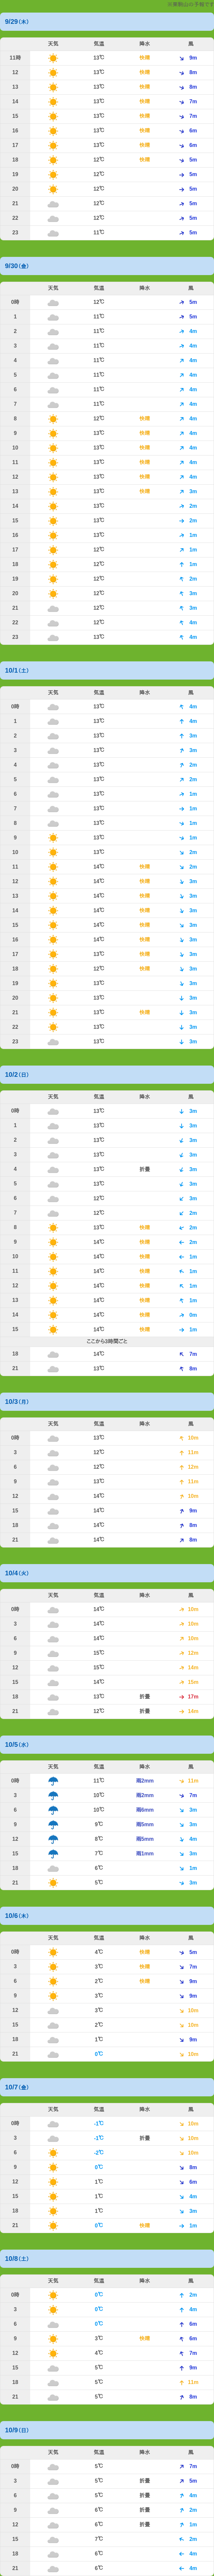 ※乗鞍山の予報です
9/29(木)
天気 気温 降水 風
11時 13℃ 快晴 9m
12 13℃ 快晴 8m
13 13℃ 快晴 8m
14 13℃ 快晴 7m
15 13℃ 快晴 7m
16 13℃ 快晴 6m
17 13℃ 快晴 6m
18 12℃ 快晴 5m
19 12℃ 5m
20 12℃ 5m
21 11℃ 5m
22 12℃ 5m
23 11℃ 5m
9/30(金)
天気 気温 降水 風
0時 12℃ 5m
1 11℃ 5m
2 11℃ 4m
3 11℃ 4m
4 11℃ 4m
5 11℃ 4m
6 11℃ 4m
7 11℃ 4m
8 12℃ 快晴 4m
9 13℃ 快晴 4m
10 13℃ 快晴 4m
11 13℃ 快晴 4m
12 13℃ 快晴 4m
13 13℃ 快晴 3m
14 13℃ 2m
15 13℃ 2m
16 13℃ 1m
17 12℃ 1m
18 12℃ 1m
19 12℃ 2m
20 13℃ 3m
21 12℃ 3m
22 12℃ 4m
23 13℃ 4m
10/1(土)
天気 気温 降水 風
0時 13℃ 4m
1 13℃ 4m
2 13℃ 3m
3 13℃ 3m
4 13℃ 2m
5 13℃ 2m
6 13℃ 1m
7 13℃ 1m
8 13℃ 1m
9 13℃ 1m
10 13℃ 2m
11 14℃ 快晴 2m
12 14℃ 快晴 3m
13 14℃ 快晴 3m
14 14℃ 快晴 3m
15 14℃ 快晴 3m
16 14℃ 快晴 3m
17 13℃ 快晴 3m
18 12℃ 快晴 3m
19 13℃ 3m
20 13℃ 3m
21 13℃ 快晴 3m
22 13℃ 3m
23 13℃ 3m
10/2(日)
天気 気温 降水 風
0時 13℃ 3m
1 13℃ 3m
2 13℃ 3m
3 13℃ 3m
4 13℃ 折曇 3m
5 13℃ 3m
6 12℃ 3m
7 12℃ 2m
8 13℃ 快晴 2m
9 14℃ 快晴 2m
10 14℃ 快晴 1m
11 14℃ 快晴 1m
12 14℃ 快晴 1m
13 14℃ 快晴 1m
14 14℃ 快晴 0m
15 14℃ 快晴 1m
ここから3時間ごと
18 14℃ 7m
21 13℃ 8m
10/3(月)
天気 気温 降水 風
0時 13℃ 10m
3 12℃ 11m
6 12℃ 12m
9 13℃ 11m
12 14℃ 10m
15 14℃ 9m
18 14℃ 8m
21 14℃ 8m
10/4(火)
天気 気温 降水 風
0時 14℃ 10m
3 14℃ 10m
6 14℃ 10m
9 15℃ 12m
12 15℃ 14m
15 14℃ 15m
18 13℃ 折曇 17m
21 12℃ 折曇 14m
10/5(水)
天気 気温 降水 風
0時 11℃ 雨2mm 11m
3 10℃ 雨2mm 7m
6 10℃ 雨6mm 3m
9 9℃ 雨5mm 3m
12 8℃ 雨5mm 4m
15 7℃ 雨1mm 3m
18 6℃ 1m
21 5℃ 3m
10/6(木)
天気 気温 降水 風
0時 4℃ 快晴 5m
3 3℃ 快晴 7m
6 2℃ 快晴 9m
9 3℃ 9m
12 3℃ 10m
15 2℃ 10m
18 1℃ 9m
21 0℃ 10m
10/7(金)
天気 気温 降水 風
0時 -1℃ 10m
3 -1℃ 折曇 10m
6 -2℃ 10m
9 0℃ 8m
12 1℃ 6m
15 1℃ 4m
18 1℃ 3m
21 0℃ 快晴 1m
10/8(土)
天気 気温 降水 風
0時 0℃ 2m
3 0℃ 4m
6 0℃ 6m
9 3℃ 快晴 6m
12 4℃ 7m
15 5℃ 9m
18 5℃ 11m
21 5℃ 8m
10/9(日)
天気 気温 降水 風
0時 5℃ 7m
3 5℃ 折曇 5m
6 5℃ 折曇 4m
9 6℃ 折曇 2m
12 6℃ 折曇 1m
15 7℃ 2m
18 6℃ 4m
21 6℃ 4m